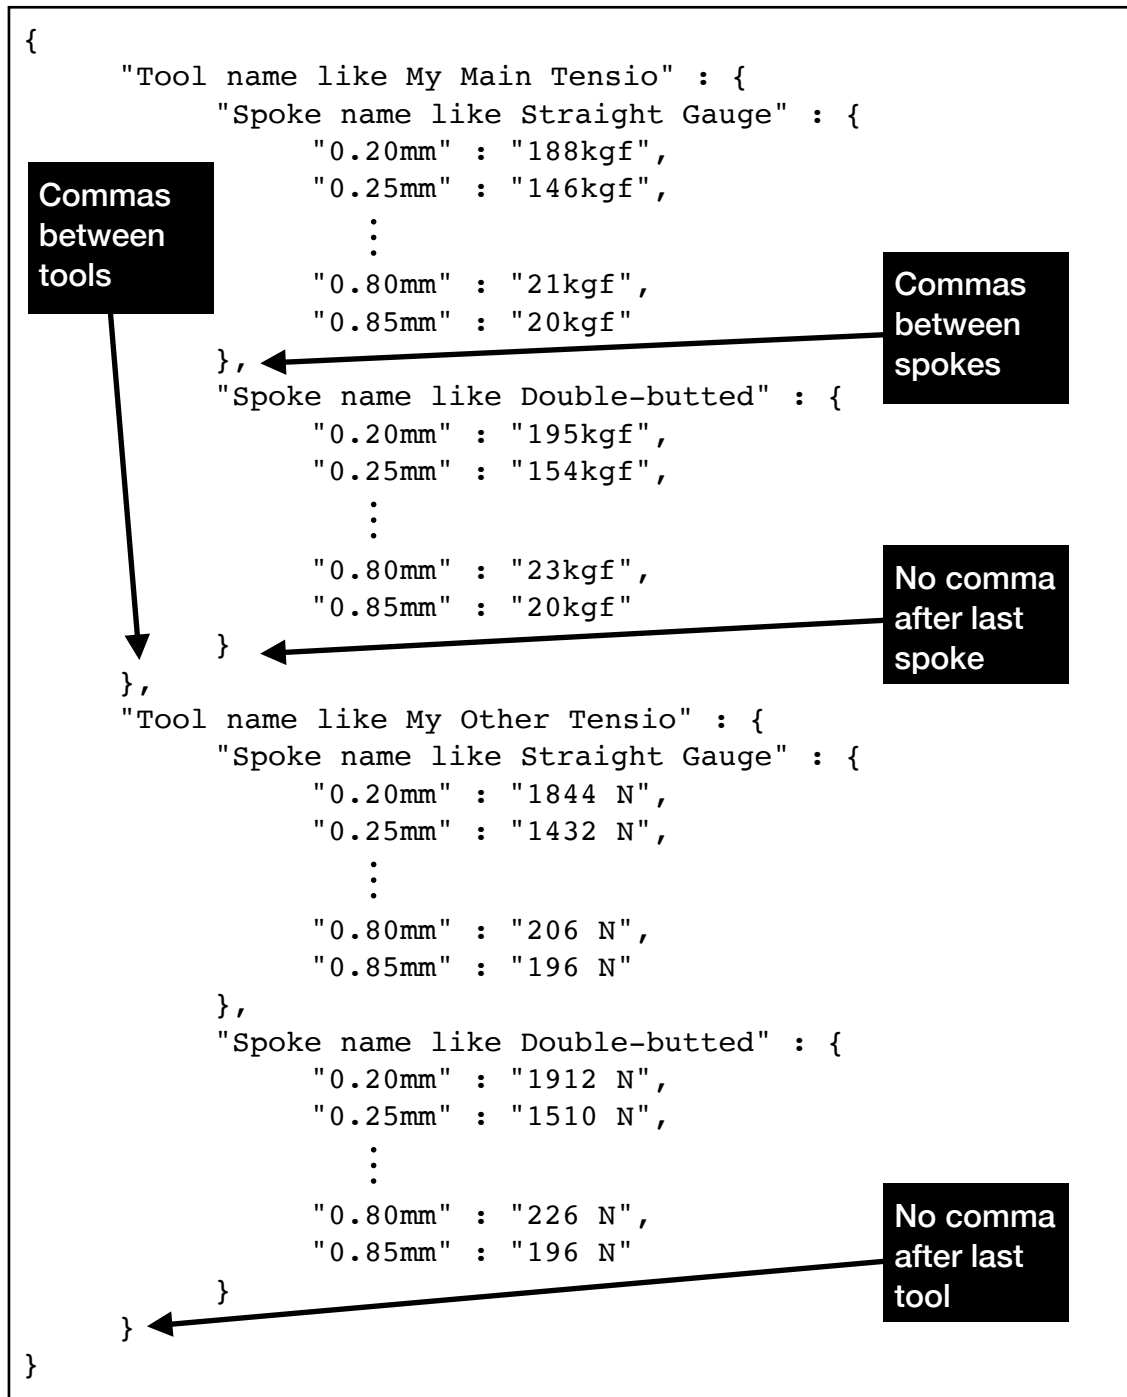 {
"Tool name like My Main Tensio" : {
"Spoke name like Straight Gauge" : {
"0.20mm" : "188kgf",
"0.25mm" : "146kgf",
⋮
"0.80mm" : "21kgf",
"0.85mm" : "20kgf"
},
"Spoke name like Double-butted" : {
"0.20mm" : "195kgf",
"0.25mm" : "154kgf",
⋮
"0.80mm" : "23kgf",
"0.85mm" : "20kgf"
}
},
"Tool name like My Other Tensio" : {
"Spoke name like Straight Gauge" : {
"0.20mm" : "1844 N",
"0.25mm" : "1432 N",
⋮
"0.80mm" : "206 N",
"0.85mm" : "196 N"
},
"Spoke name like Double-butted" : {
"0.20mm" : "1912 N",
"0.25mm" : "1510 N",
⋮
"0.80mm" : "226 N",
"0.85mm" : "196 N"
}
}
}
Commas
between
tools
Commas
between
spokes
No comma
after last
spoke
No comma
after last
tool